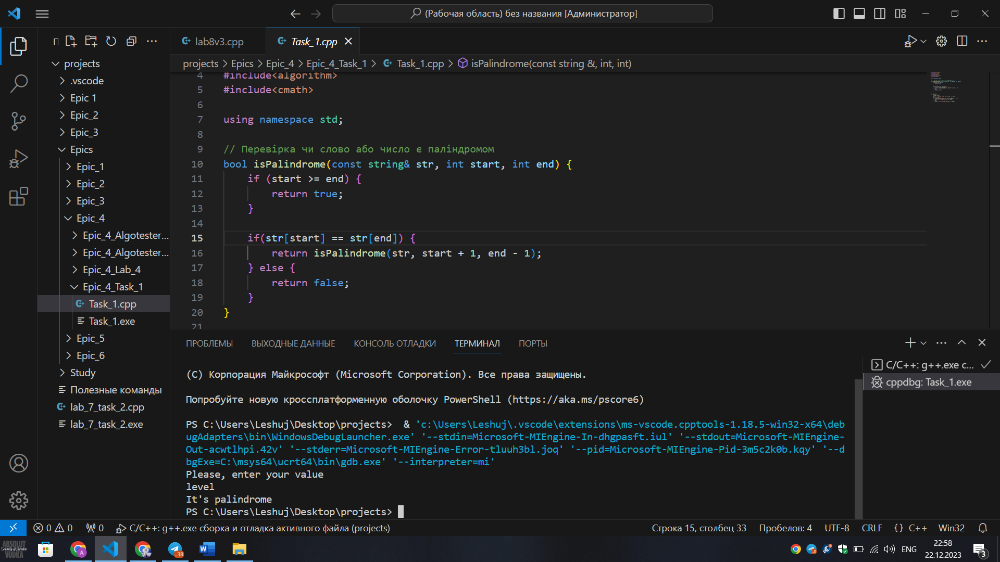 (Рабочая область) без названия [Администратор]
П
projects
.vscode
Epic 1
Epic_2
Epic_3
Epics
Epic_1
Epic_2
Epic_3
Epic_4
Epic_4_Algotester...
Epic_4_Algotester...
Epic_4_Lab_4
Epic_4_Task_1
Task_1.cpp
Task_1.exe
Epic_5
Epic_6
Study
Полезные команды
lab_7_task_2.cpp
lab_7_task_2.exe
lab8v3.cpp
Task_1.cpp
projects > Epics > Epic_4 > Epic_4_Task_1 > Task_1.cpp > isPalindrome(const string &, int, int)
4 #include<algorithm>
5 #include<cmath>
6
7 using namespace std;
8
9 // Перевірка чи слово або число є паліндромом
10 bool isPalindrome(const string& str, int start, int end) {
11 if (start >= end) {
12 return true;
13 }
14
15 if(str[start] == str[end]) {
16 return isPalindrome(str, start + 1, end - 1);
17 } else {
18 return false;
19 }
20 }
21
ПРОБЛЕМЫ ВЫХОДНЫЕ ДАННЫЕ КОНСОЛЬ ОТЛАДКИ ТЕРМИНАЛ ПОРТЫ
(C) Корпорация Майкрософт (Microsoft Corporation). Все права защищены.
Попробуйте новую кроссплатформенную оболочку PowerShell (https://aka.ms/pscore6)
PS C:\Users\Leshuj\Desktop\projects> & 'c:\Users\Leshuj\.vscode\extensions\ms-vscode.cpptools-1.18.5-win32-x64\deb
ugAdapters\bin\WindowsDebugLauncher.exe' '--stdin=Microsoft-MIEngine-In-dhgpasft.iul' '--stdout=Microsoft-MIEngine-
Out-acwtlhpi.42v' '--stderr=Microsoft-MIEngine-Error-tluuh3bl.joq' '--pid=Microsoft-MIEngine-Pid-3m5c2k0b.kqy' '--d
bgExe=C:\msys64\ucrt64\bin\gdb.exe' '--interpreter=mi'
Please, enter your value
level
It's palindrome
PS C:\Users\Leshuj\Desktop\projects>
C/C++: g++.exe c...
cppdbg: Task_1.exe
0 0 0 C/C++: g++.exe сборка и отладка активного файла (projects)
Строка 15, столбец 33 Пробелов: 4 UTF-8 CRLF {} C++ Win32
ABSOLUT
Country of Sweden
VODKA
38
ENG
22:58
22.12.2023
3